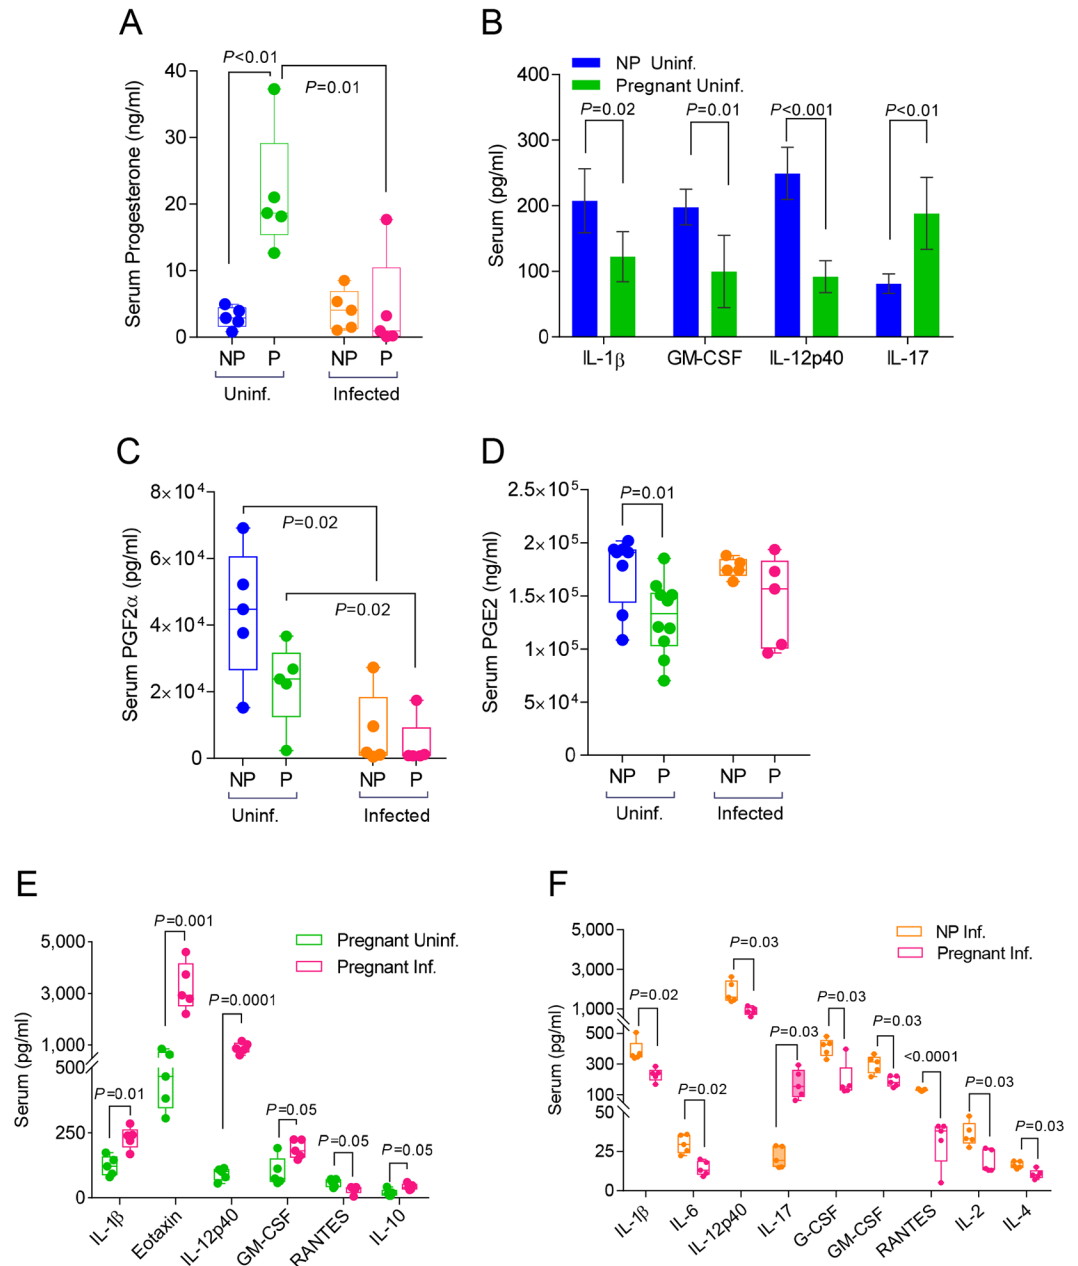 A
P<0.01
P=0.01
Serum Progesterone (ng/ml)
40
30
20
10
0
NP P NP P
Uninf. Infected
B
NP Uninf.
Pregnant Uninf.
P=0.02 P=0.01 P<0.001 P<0.01
Serum (pg/ml)
400
300
200
100
0
IL-1β GM-CSF IL-12p40 IL-17
C
P=0.02
P=0.02
Serum PGF2α (pg/ml)
8×10⁴
6×10⁴
4×10⁴
2×10⁴
0
NP P NP P
Uninf. Infected
D
P=0.01
Serum PGE2 (ng/ml)
2.5×10⁵
2×10⁵
1.5×10⁵
1×10⁵
5×10⁴
0
NP P NP P
Uninf. Infected
E
Pregnant Uninf.
Pregnant Inf.
P=0.001
P=0.0001
P=0.01
P=0.05
P=0.05
P=0.05
Serum (pg/ml)
5,000
3,000
1,000
500
250
0
IL-1β Eotaxin IL-12p40 GM-CSF RANTES IL-10
F
NP Inf.
Pregnant Inf.
P=0.03
P=0.02
P=0.03
P=0.03
P=0.03
<0.0001
P=0.02
P=0.03
P=0.03
Serum (pg/ml)
5,000
3,000
1,000
500
300
100
50
25
0
IL-1β IL-6 IL-12p40 IL-17 G-CSF GM-CSF RANTES IL-2 IL-4